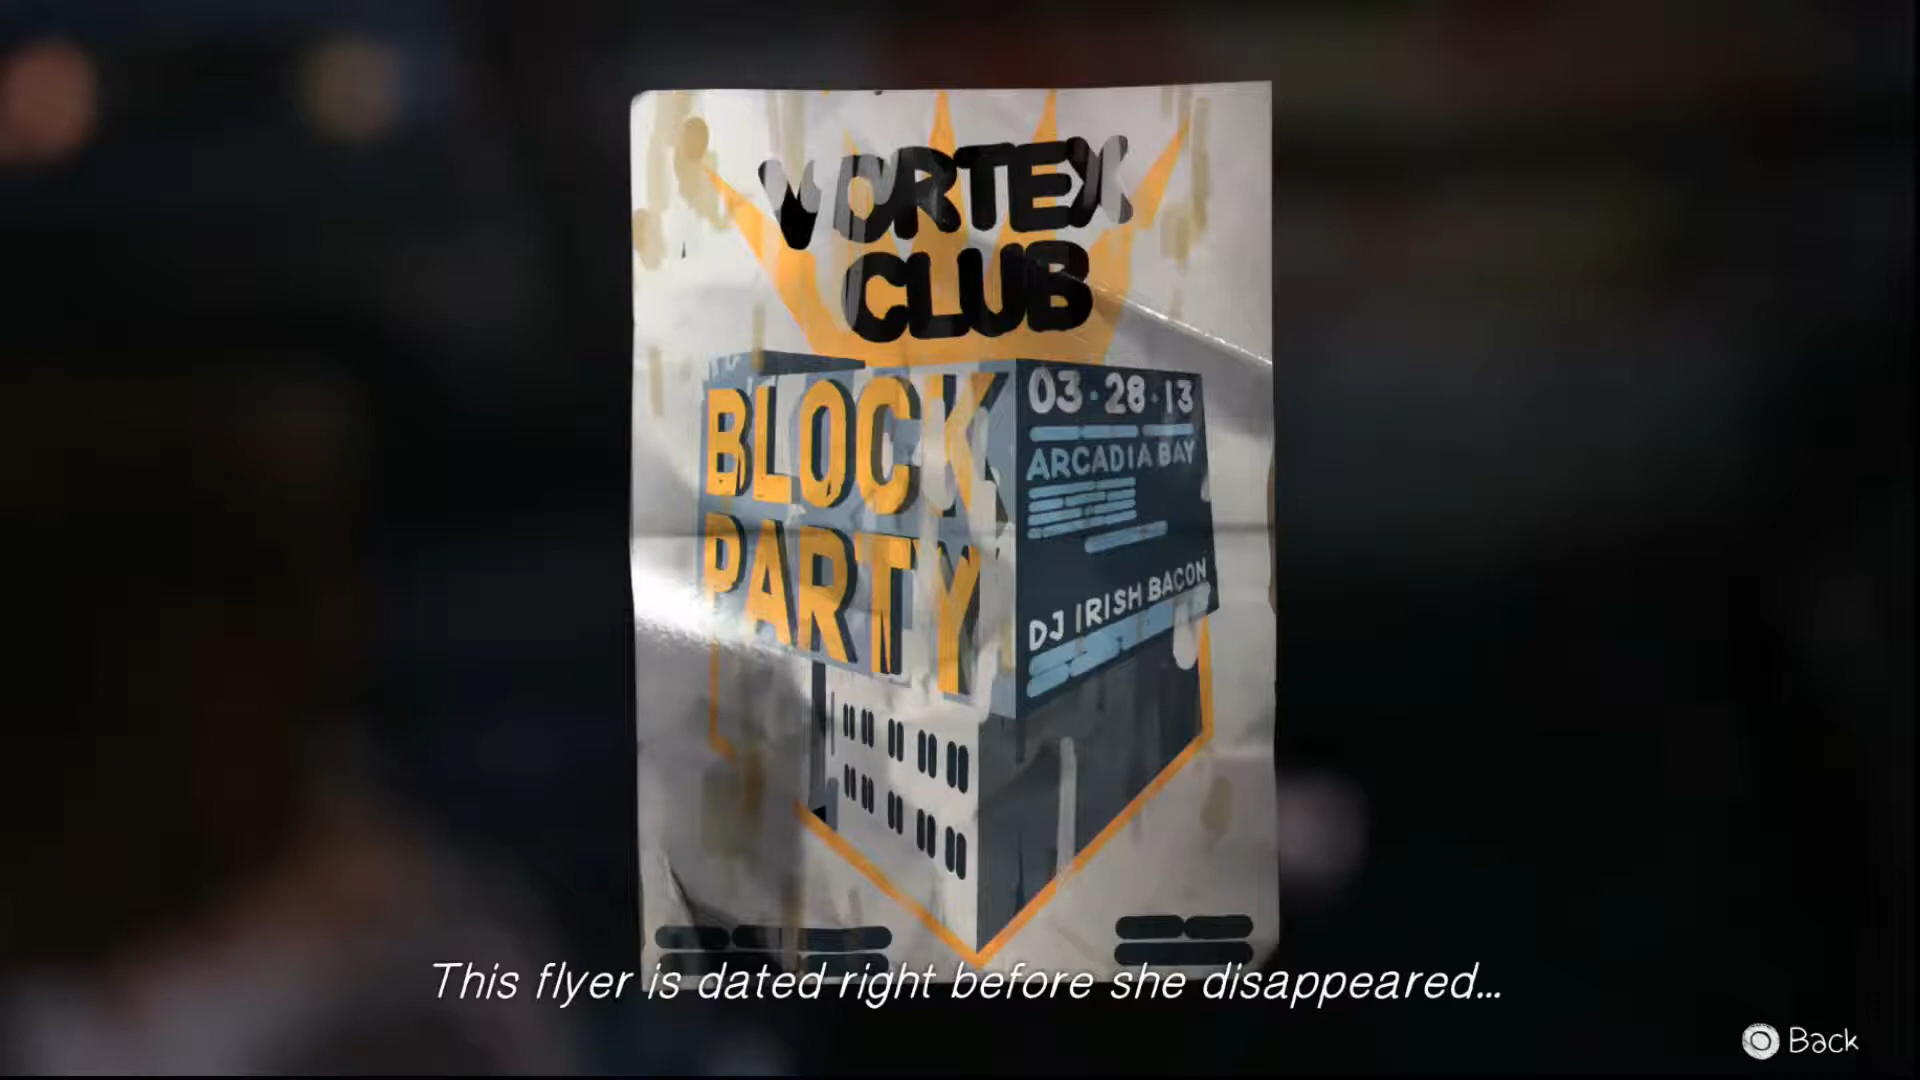 VORTEX
CLUB
BLOCK
PARTY
03·28·13
ARCADIA BAY
DJ IRISH BACON
This flyer is dated right before she disappeared...
Back